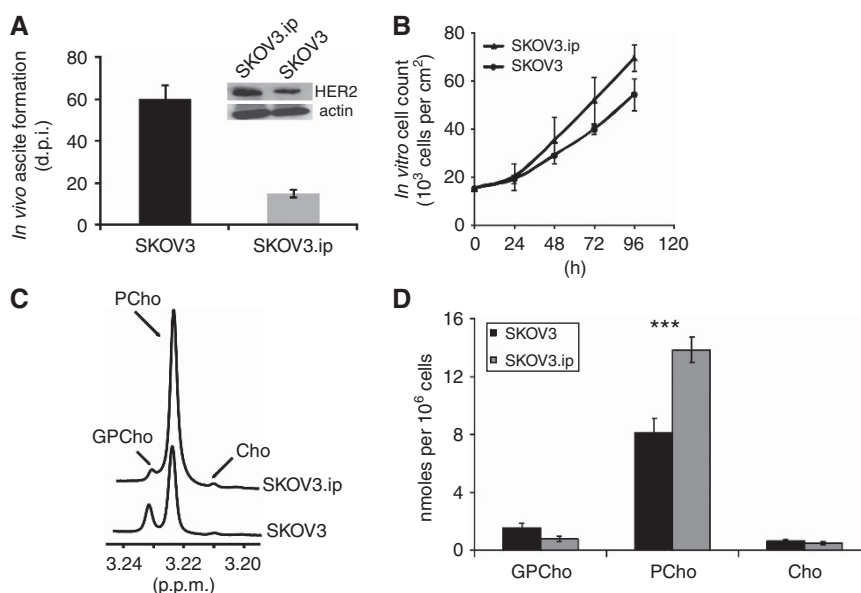 A
In vivo ascite formation
(d.p.i.)
80
60
40
20
0
SKOV3.ip
SKOV3
HER2
actin
SKOV3
SKOV3.ip
B
In vitro cell count
(10³ cells per cm²)
80
60
40
20
0
SKOV3.ip
SKOV3
0 24 48 72 96 120
(h)
C
PCho
GPCho
Cho
SKOV3.ip
SKOV3
3.24 3.22 3.20
(p.p.m.)
D
nmoles per 10⁶ cells
16
12
8
4
0
SKOV3
SKOV3.ip
***
GPCho PCho Cho